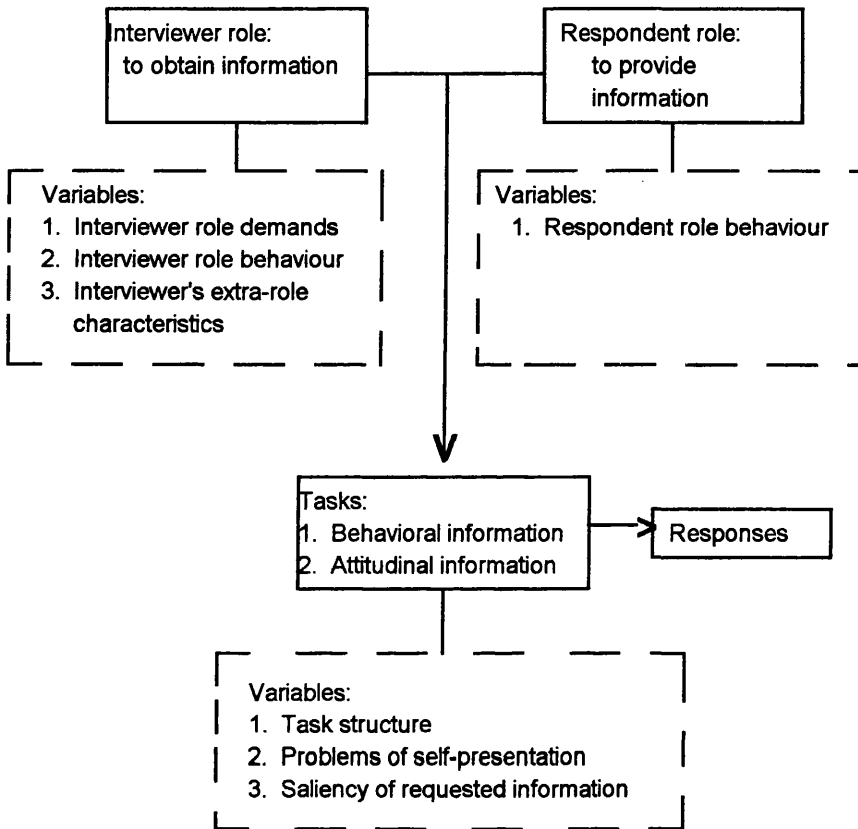 Interviewer role:
to obtain information
Respondent role:
to provide
information
Variables:
1. Interviewer role demands
2. Interviewer role behaviour
3. Interviewer's extra-role
characteristics
Variables:
1. Respondent role behaviour
Tasks:
1. Behavioral information
2. Attitudinal information
Responses
Variables:
1. Task structure
2. Problems of self-presentation
3. Saliency of requested information